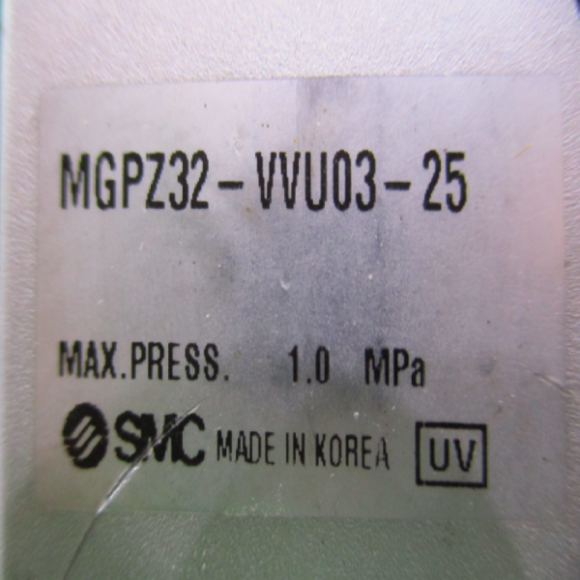 MGPZ32-VVU03-25
MAX.PRESS. 1.0 MPa
SMC MADE IN KOREA UV